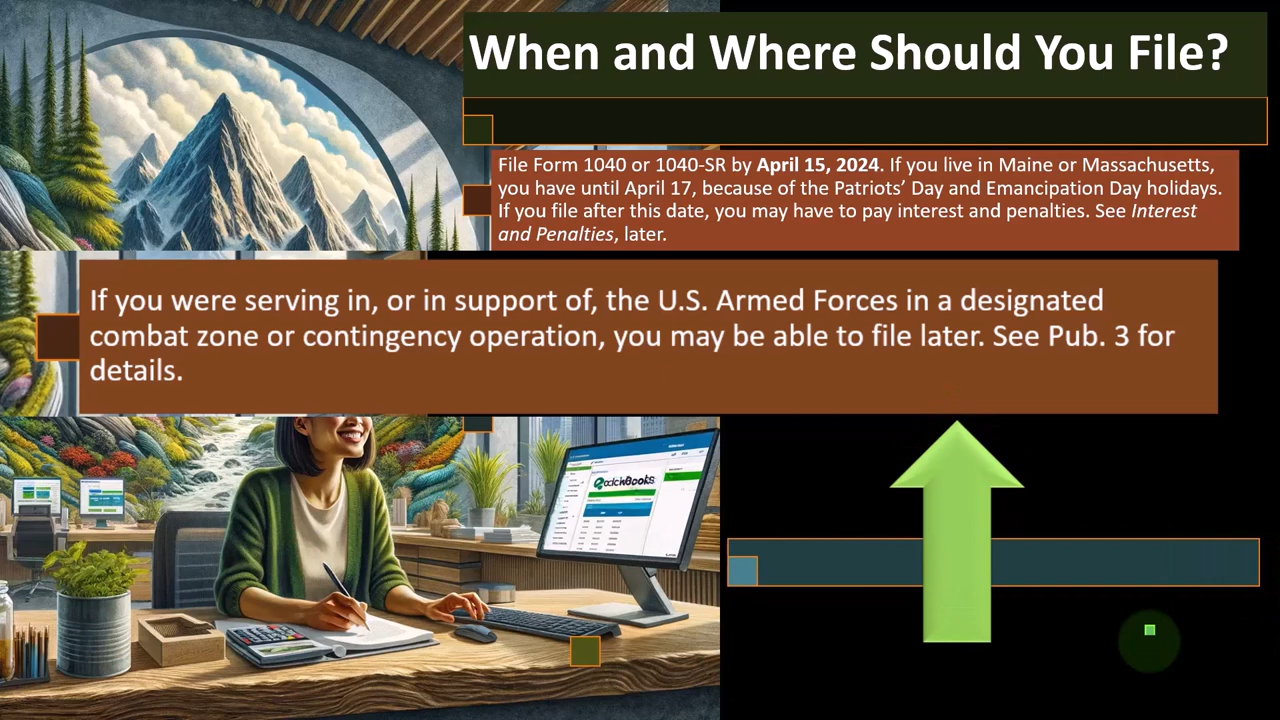 When and Where Should You File?
File Form 1040 or 1040-SR by April 15, 2024. If you live in Maine or Massachusetts,
you have until April 17, because of the Patriots’ Day and Emancipation Day holidays.
If you file after this date, you may have to pay interest and penalties. See Interest
and Penalties, later.
If you were serving in, or in support of, the U.S. Armed Forces in a designated
combat zone or contingency operation, you may be able to file later. See Pub. 3 for
details.